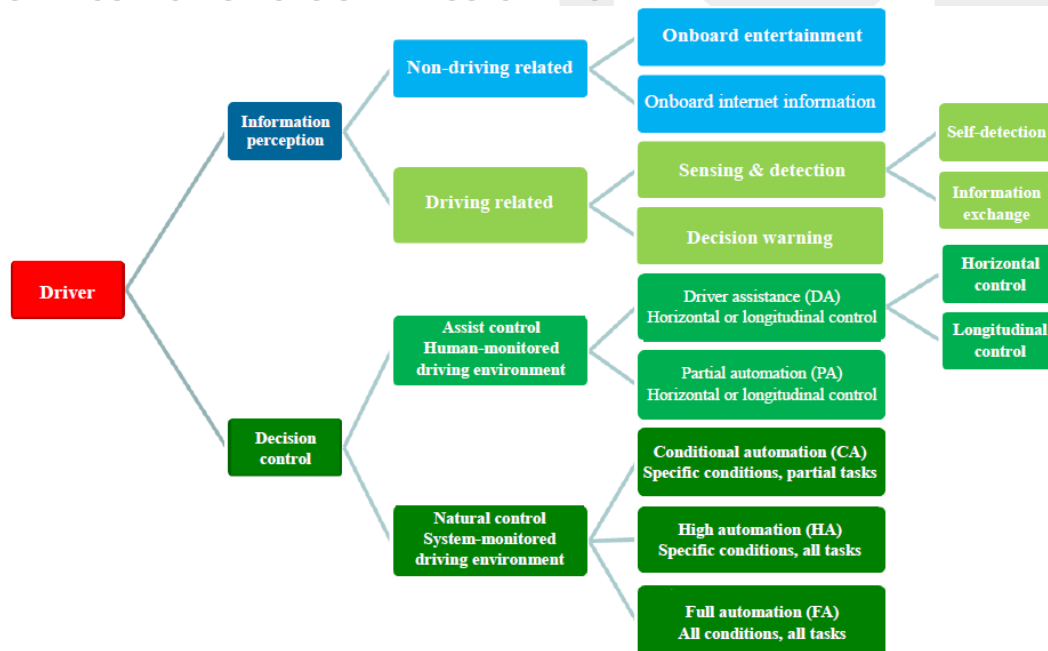 Onboard entertainment
Non-driving related
Onboard internet information
Information
perception
Self-detection
Sensing & detection
Driving related
Information
exchange
Decision warning
Driver
Horizontal
control
Driver assistance (DA)
Horizontal or longitudinal control
Assist control
Human-monitored
driving environment
Longitudinal
control
Partial automation (PA)
Horizontal or longitudinal control
Decision
control
Conditional automation (CA)
Specific conditions, partial tasks
Natural control
System-monitored
driving environment
High automation (HA)
Specific conditions, all tasks
Full automation (FA)
All conditions, all tasks